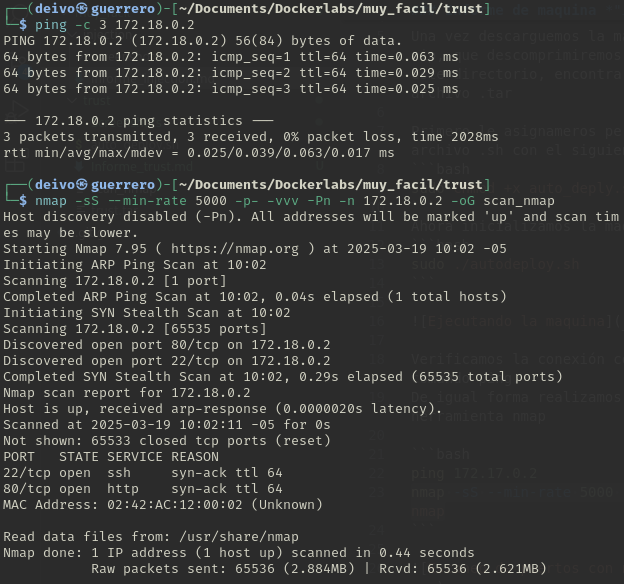 ┌──(deivo㉿guerrero)-[~/Documents/Dockerlabs/muy_facil/trust]
└─$ ping -c 3 172.18.0.2
PING 172.18.0.2 (172.18.0.2) 56(84) bytes of data.
64 bytes from 172.18.0.2: icmp_seq=1 ttl=64 time=0.063 ms
64 bytes from 172.18.0.2: icmp_seq=2 ttl=64 time=0.029 ms
64 bytes from 172.18.0.2: icmp_seq=3 ttl=64 time=0.025 ms

--- 172.18.0.2 ping statistics ---
3 packets transmitted, 3 received, 0% packet loss, time 2028ms
rtt min/avg/max/mdev = 0.025/0.039/0.063/0.017 ms

┌──(deivo㉿guerrero)-[~/Documents/Dockerlabs/muy_facil/trust]
└─$ nmap -sS --min-rate 5000 -p- -vvv -Pn -n 172.18.0.2 -oG scan_nmap
Host discovery disabled (-Pn). All addresses will be marked 'up' and scan tim
es may be slower.
Starting Nmap 7.95 ( https://nmap.org ) at 2025-03-19 10:02 -05
Initiating ARP Ping Scan at 10:02
Scanning 172.18.0.2 [1 port]
Completed ARP Ping Scan at 10:02, 0.04s elapsed (1 total hosts)
Initiating SYN Stealth Scan at 10:02
Scanning 172.18.0.2 [65535 ports]
Discovered open port 80/tcp on 172.18.0.2
Discovered open port 22/tcp on 172.18.0.2
Completed SYN Stealth Scan at 10:02, 0.29s elapsed (65535 total ports)
Nmap scan report for 172.18.0.2
Host is up, received arp-response (0.0000020s latency).
Scanned at 2025-03-19 10:02:11 -05 for 0s
Not shown: 65533 closed tcp ports (reset)
PORT   STATE SERVICE REASON
22/tcp open  ssh     syn-ack ttl 64
80/tcp open  http    syn-ack ttl 64
MAC Address: 02:42:AC:12:00:02 (Unknown)

Read data files from: /usr/share/nmap
Nmap done: 1 IP address (1 host up) scanned in 0.44 seconds
           Raw packets sent: 65536 (2.884MB) | Rcvd: 65536 (2.621MB)